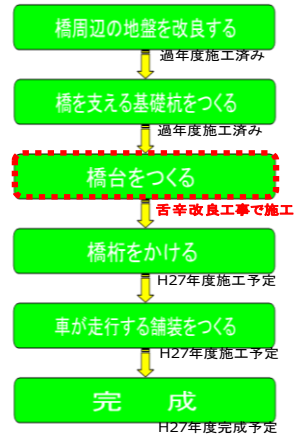 橋周辺の地盤を改良する
過年度施工済み
橋を支える基礎杭をつくる
過年度施工済み
橋台をつくる
舌辛改良工事で施工
橋桁をかける
H27年度施工予定
車が走行する舗装をつくる
H27年度施工予定
完 成
H27年度完成予定